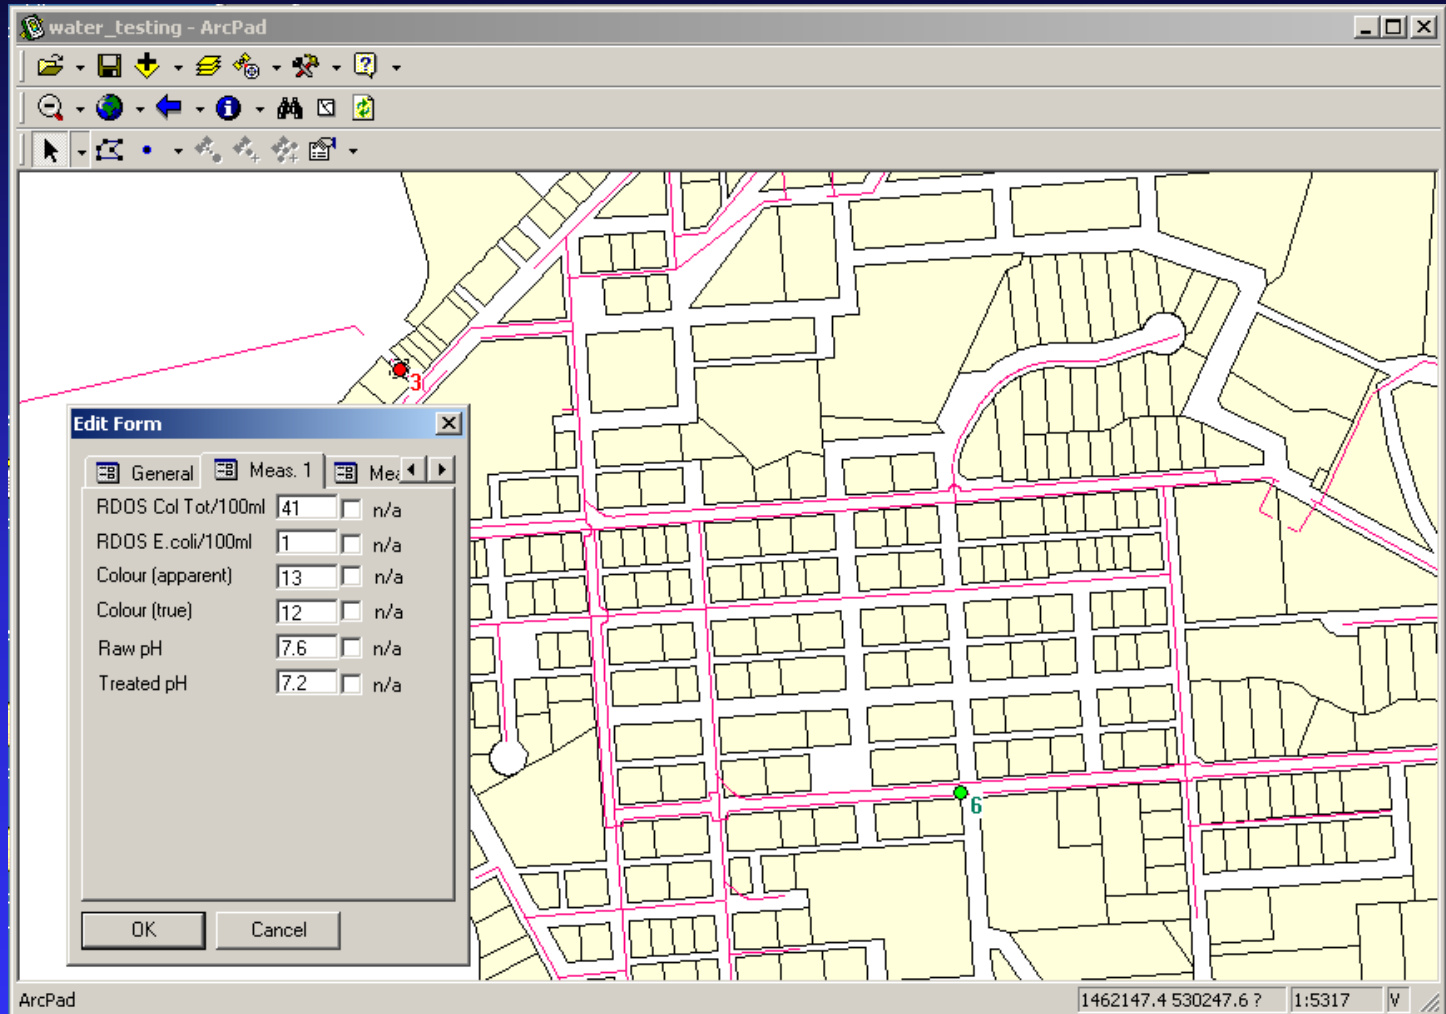 water_testing - ArcPad
3
Edit Form
General Meas. 1 Mea
RDOS Col Tot/100ml 41 n/a
RDOS E.coli/100ml 1 n/a
Colour (apparent) 13 n/a
Colour (true) 12 n/a
Raw pH 7.6 n/a
Treated pH 7.2 n/a
6
OK Cancel
ArcPad 1462147.4 530247.6 ? 1:5317 V